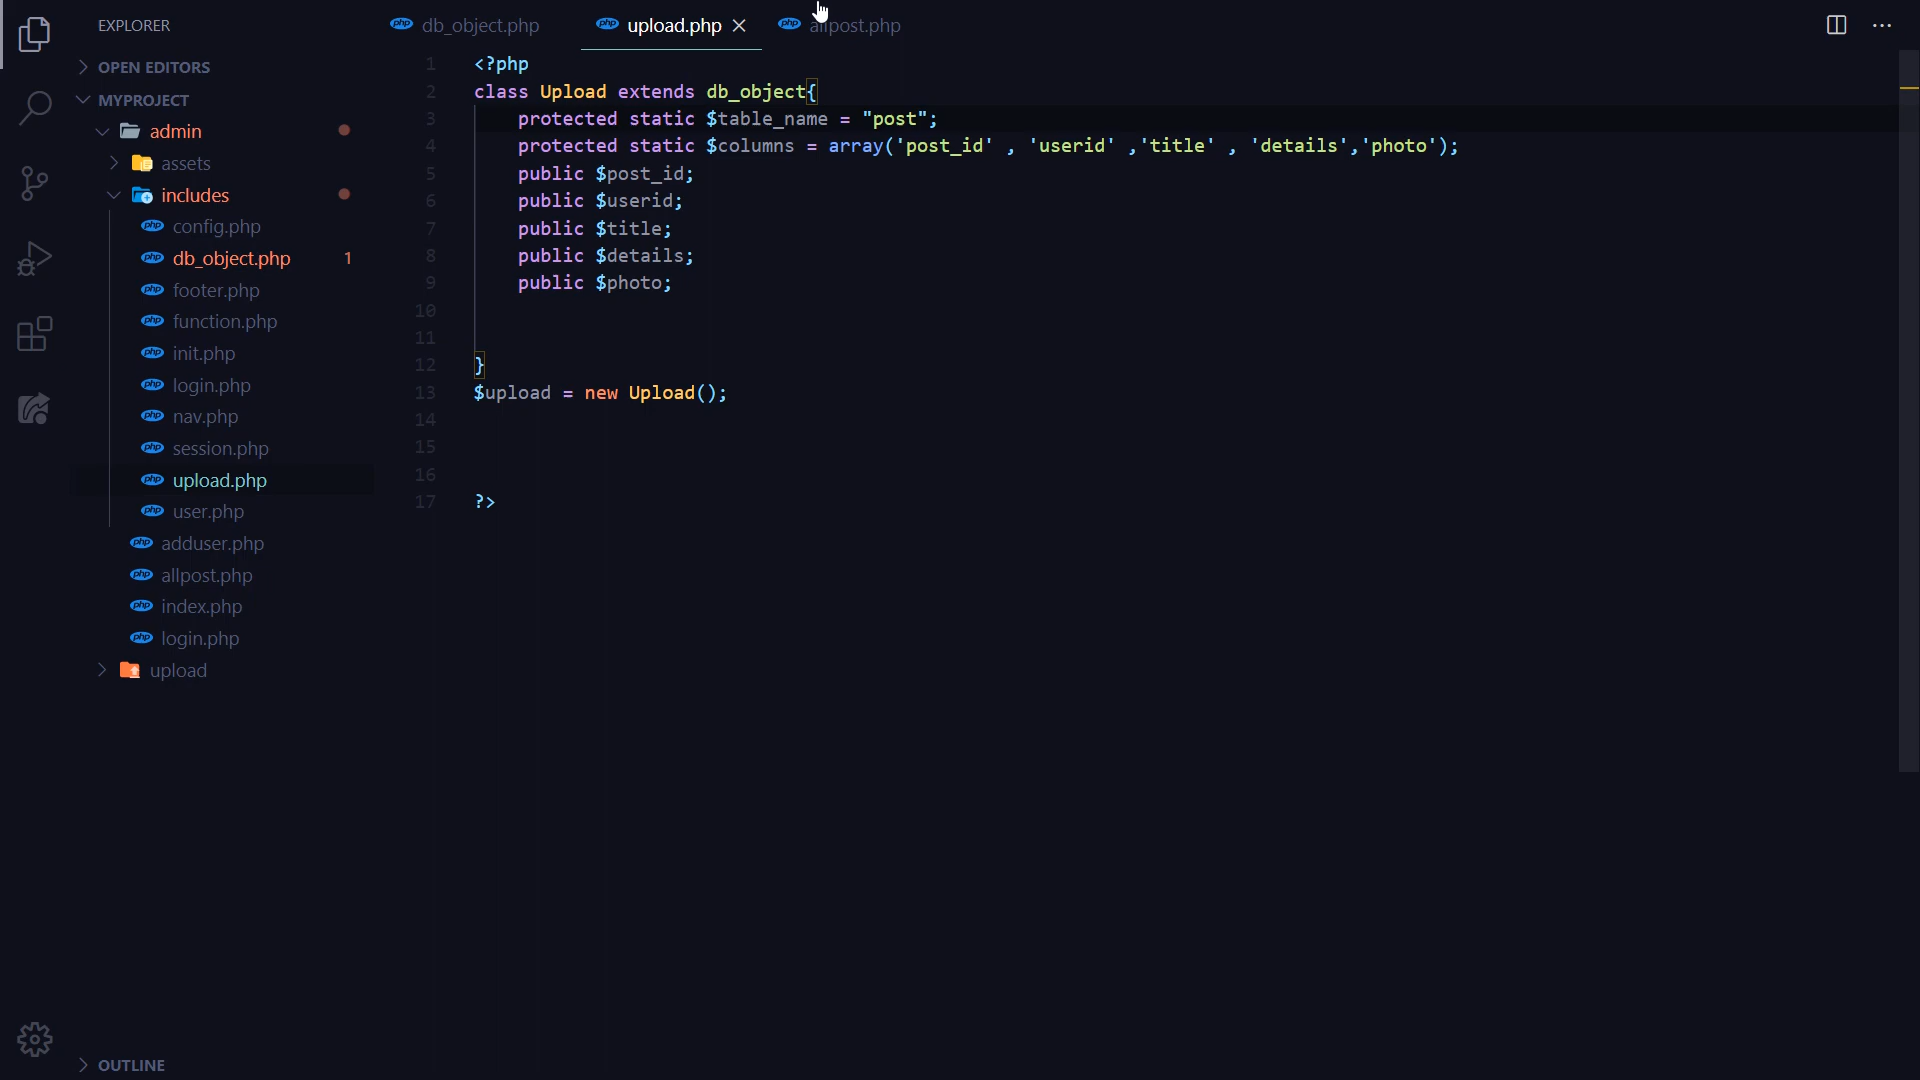 EXPLORER
OPEN EDITORS
MYPROJECT
admin
assets
includes
config.php
db_object.php 1
footer.php
function.php
init.php
login.php
nav.php
session.php
upload.php
user.php
adduser.php
allpost.php
index.php
login.php
upload
OUTLINE
db_object.php
upload.php
allpost.php
1 <?php
2 class Upload extends db_object{
3 protected static $table_name = "post";
4 protected static $columns = array('post_id' , 'userid' ,'title' , 'details','photo');
5 public $post_id;
6 public $userid;
7 public $title;
8 public $details;
9 public $photo;
10
11
12 }
13 $upload = new Upload();
14
15
16
17 ?>